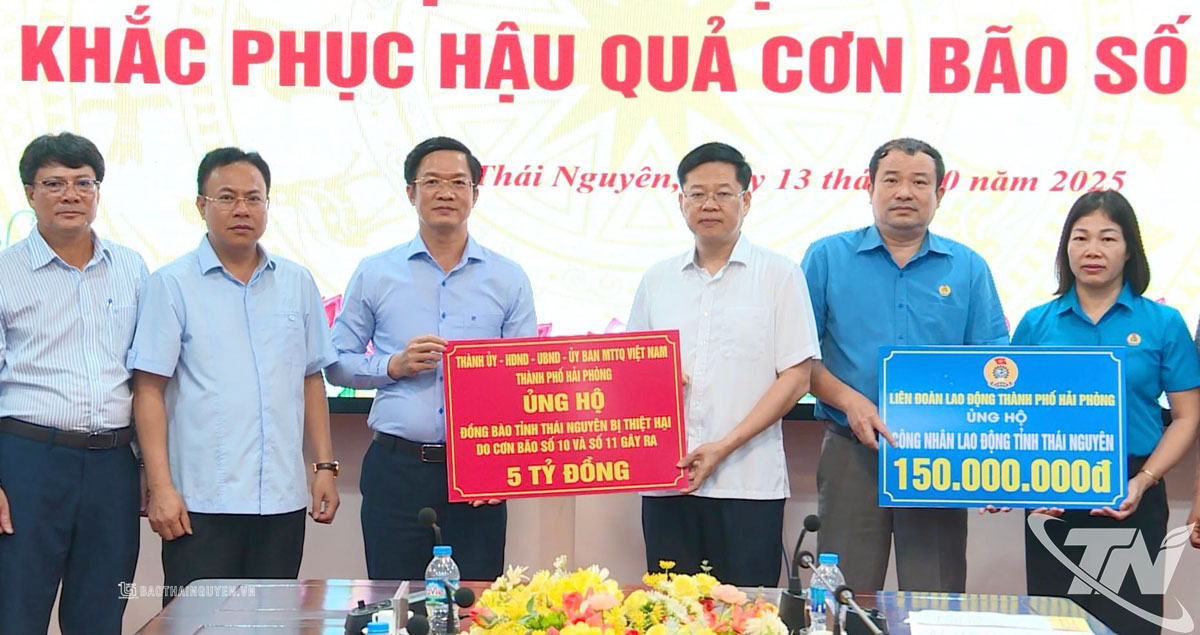 KHẮC PHỤC HẬU QUẢ CƠN BÃO SỐ
Thái Nguyên, 13 0 năm 2025
THÀNH ỦY - HĐND - UBND - ỦY BAN MTTQ VIỆT NAM
THÀNH PHỐ HẢI PHÒNG
ỦNG HỘ
ĐỒNG BÀO TỈNH THÁI NGUYÊN BỊ THIỆT HẠI
DO CƠN BÃO SỐ 10 VÀ SỐ 11 GÂY RA
5 TỶ ĐỒNG
LIÊN ĐOÀN LAO ĐỘNG THÀNH PHỐ HẢI PHÒNG
ỦNG HỘ
CÔNG NHÂN LAO ĐỘNG TỈNH THÁI NGUYÊN
150.000.000đ
BAOTHAINGUYEN.VN
TN